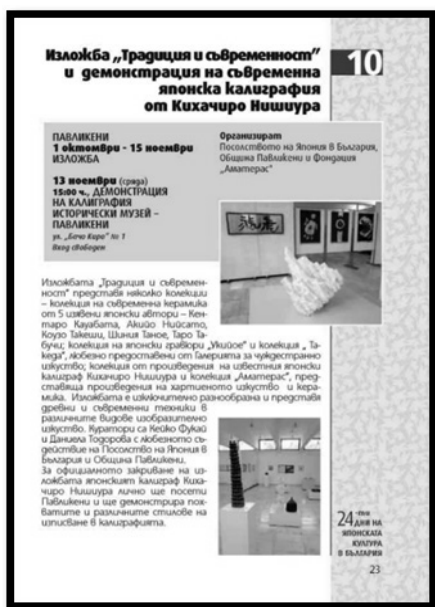 Изложба „Традиция и съвременност"
и демонстрация на съвременна
японска калиграфия
от Кихачиро Нишиура
10
ПАВЛИКЕНИ
1 октомври - 15 ноември
ИЗЛОЖБА
13 ноември (сряда)
15:00 ч., ДЕМОНСТРАЦИЯ
НА КАЛИГРАФИЯ
ИСТОРИЧЕСКИ МУЗЕЙ –
ПАВЛИКЕНИ
ул. „Бачо Киро" № 1
Вход свободен
Организират
Посолството на Япония в България,
Община Павликени и Фондация
„Аматерас"
Изложбата „Традиция и съвремен-
ност" представя няколко колекции
– колекция на съвременна керамика
от 5 изявени японски автори – Кен-
таро Кауабата, Акийо Нийсато,
Коузо Такеши, Шиния Таное, Таро Та-
бучи; колекция на японски гравюри „Укийое" и колекция „Та-
кеда", любезно предоставени от Галерията за чуждестранно
изкуство; колекция от произведения на известния японски
калиграф Кихачиро Нишиура и колекция „Аматерас", пред-
ставяща произведения на хартиеното изкуство и кера-
мика. Изложбата е изключително разнообразна и представя
древни и съвременни техники в
различните видове изобразително
изкуство. Куратори са Кейко Фукай
и Даниела Тодорова с любезното съ-
действие на Посолство на Япония в
България и Община Павликени.
За официалното закриване на из-
ложбата японският калиграф Киха-
чиро Нишиура лично ще посети
Павликени и ще демонстрира пох-
ватите и различните стилове на
изписване в калиграфията.
24-ти
ДНИ НА
ЯПОНСКАТА
КУЛТУРА
В БЪЛГАРИЯ
23